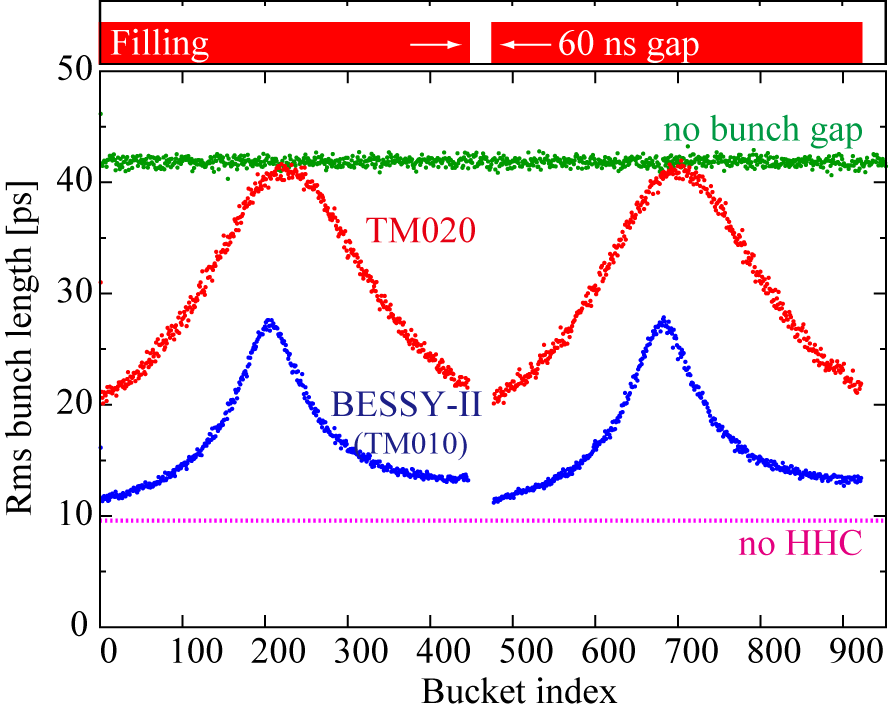 Filling
60 ns gap
50
no bunch gap
40
TM020
30
Rms bunch length [ps]
20
BESSY-II
(TM010)
10
no HHC
0
0 100 200 300 400 500 600 700 800 900
Bucket index